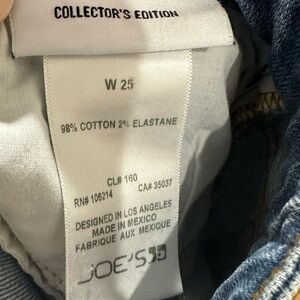 COLLECTOR'S EDITION
W 25
98% COTTON 2% ELASTANE
CL# 160
RN# 106214 CA# 35037
DESIGNED IN LOS ANGELES
MADE IN MEXICO
FABRIQUE AUX MEXIQUE
JOE'S